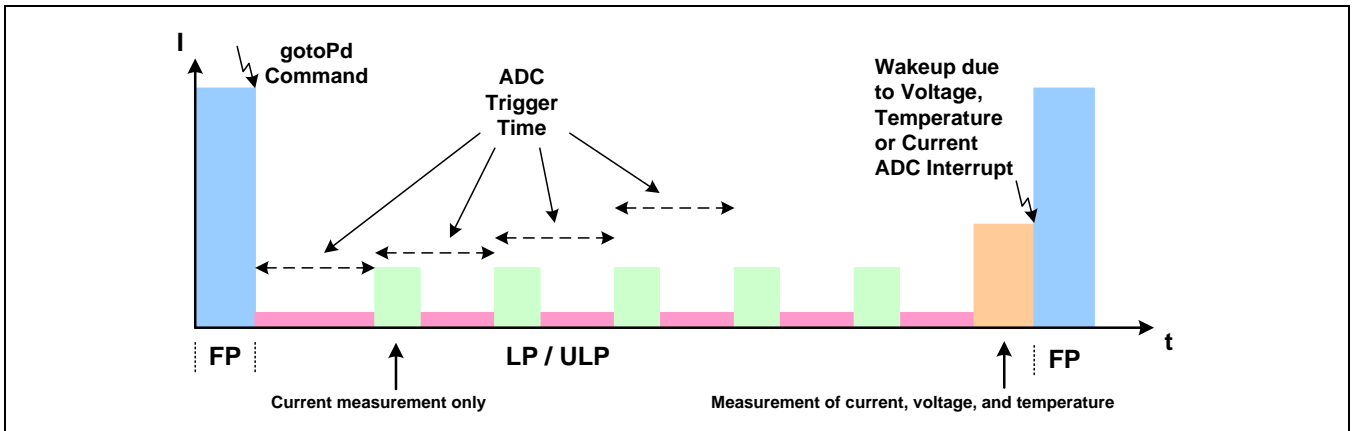 I
gotoPd
Command
ADC
Trigger
Time
Wakeup due
to Voltage,
Temperature
or Current
ADC Interrupt
t
FP
LP / ULP
FP
Current measurement only
Measurement of current, voltage, and temperature